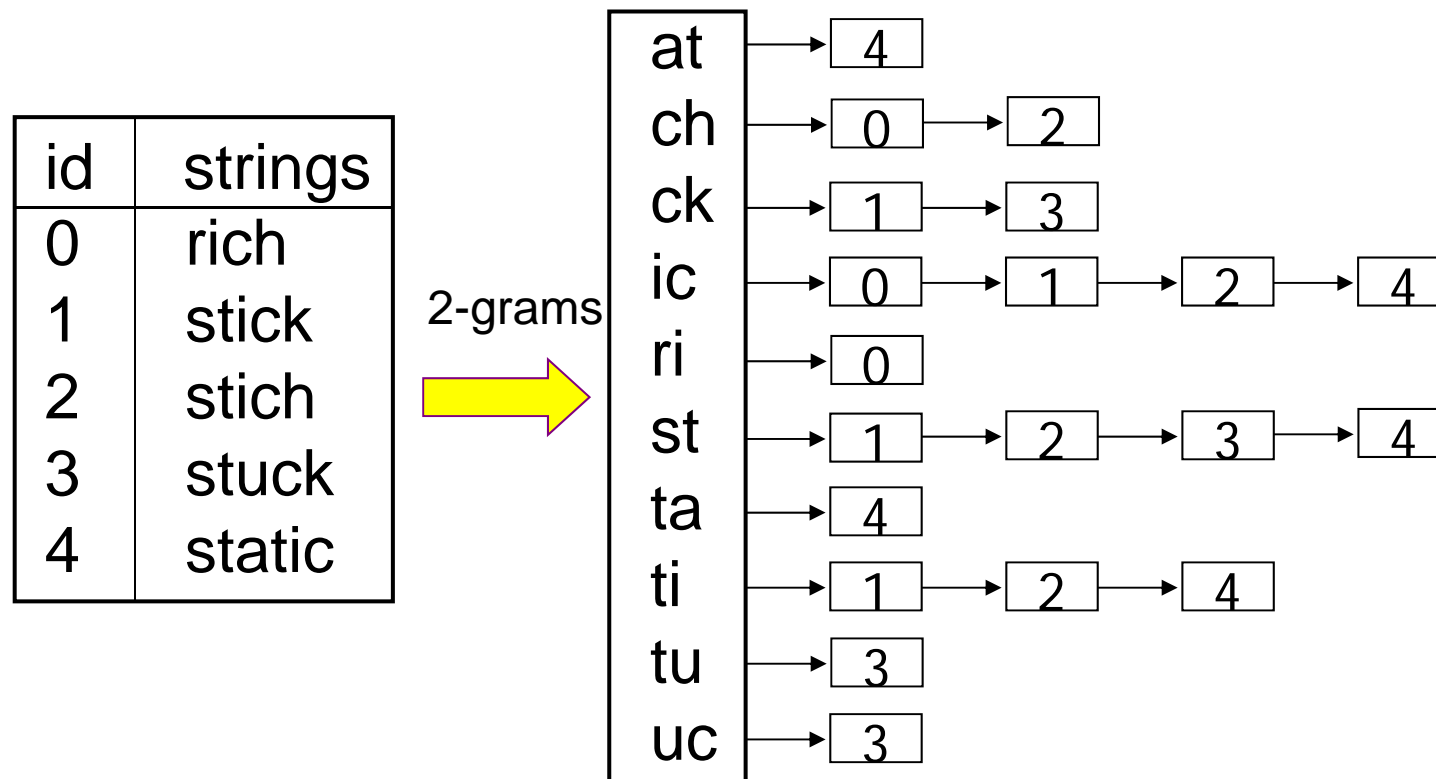 id strings
0 rich
1 stick
2 stich
3 stuck
4 static
2-grams
at 4
ch 0 2
ck 1 3
ic 0 1 2 4
ri 0
st 1 2 3 4
ta 4
ti 1 2 4
tu 3
uc 3